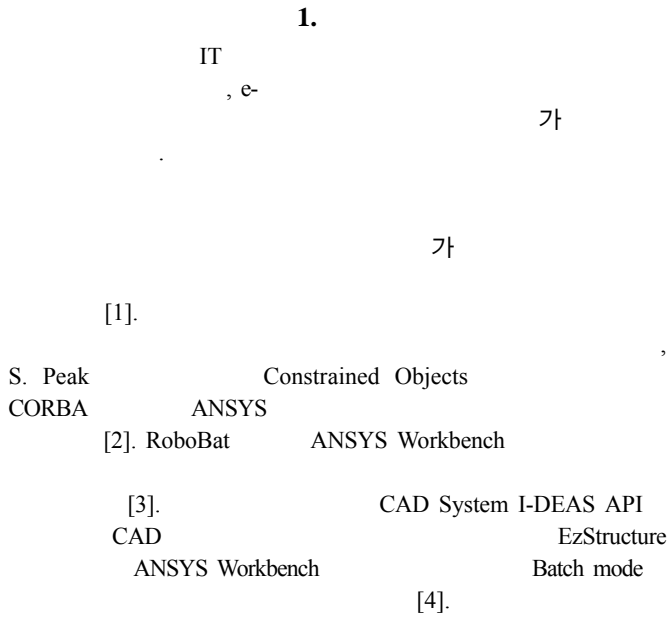 1.
IT
, e-
가
.
가
[1].
,
S. Peak Constrained Objects
CORBA ANSYS
[2]. RoboBat ANSYS Workbench
[3]. CAD System I-DEAS API
CAD EzStructure
ANSYS Workbench Batch mode
[4].